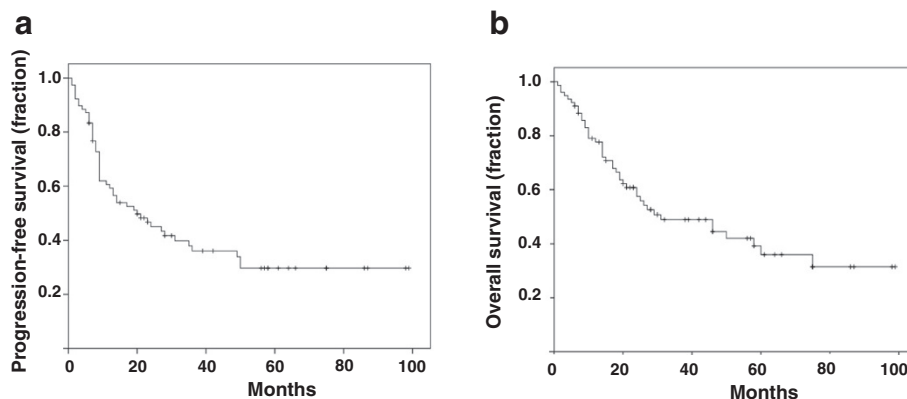 a
Progression-free survival (fraction)
1.0
0.8
0.6
0.4
0.2
0 20 40 60 80 100
Months
b
Overall survival (fraction)
1.0
0.8
0.6
0.4
0.2
0 20 40 60 80 100
Months